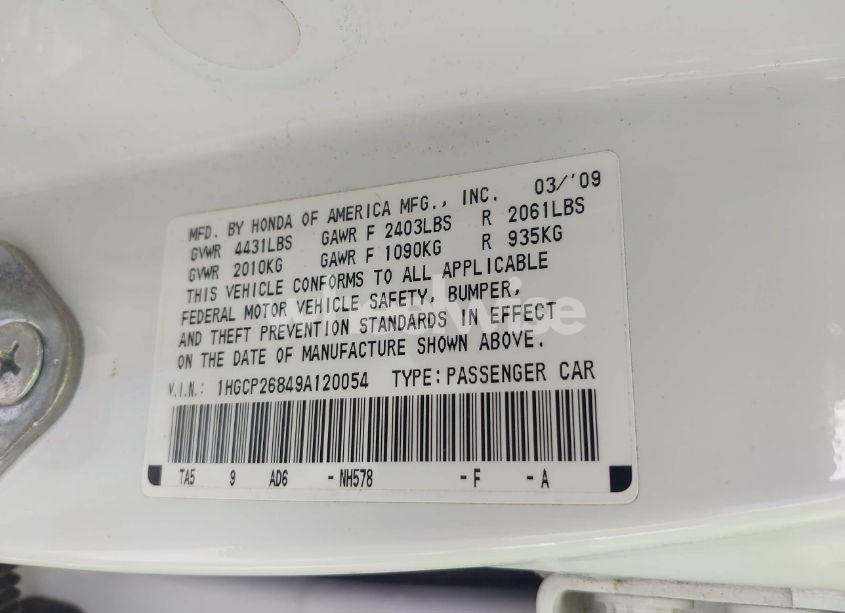 MFD. BY HONDA OF AMERICA MFG., INC. 03/'09
GVWR 4431LBS GAWR F 2403LBS R 2061LBS
GVWR 2010KG GAWR F 1090KG R 935KG
THIS VEHICLE CONFORMS TO ALL APPLICABLE
FEDERAL MOTOR VEHICLE SAFETY, BUMPER,
AND THEFT PREVENTION STANDARDS IN EFFECT
ON THE DATE OF MANUFACTURE SHOWN ABOVE.
V.I.N.: 1HGCP26849A120054 TYPE: PASSENGER CAR
TA5 9 AD6 -NH578 -F -A